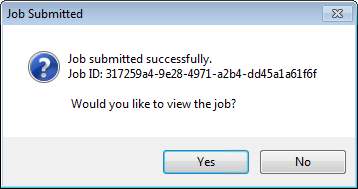 Job Submitted
Job submitted successfully.
Job ID: 317259a4-9e28-4971-a2b4-dd45a1a61f6f
Would you like to view the job?
Yes
No